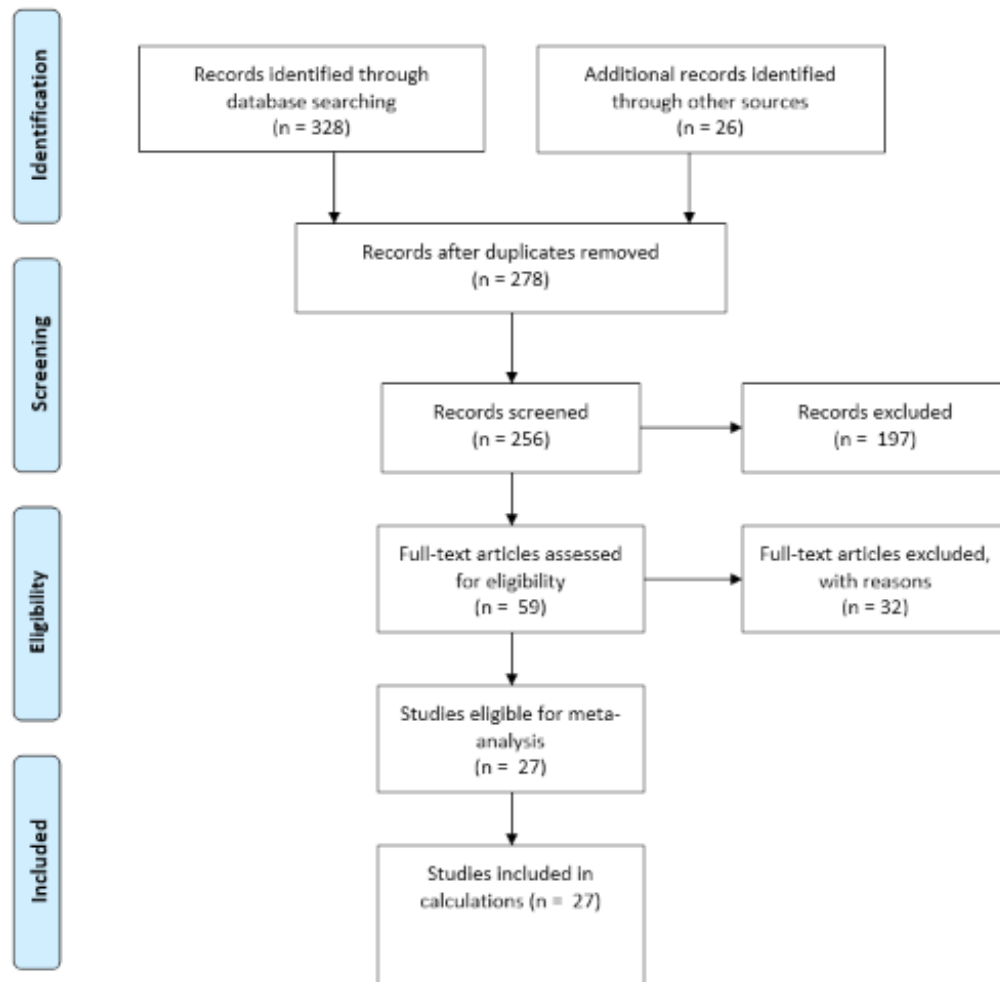 Identification
Records identified through
database searching
(n = 328)
Additional records identified
through other sources
(n = 26)
Records after duplicates removed
(n = 278)
Screening
Records screened
(n = 256)
Records excluded
(n =  197)
Eligibility
Full-text articles assessed
for eligibility
(n =  59)
Full-text articles excluded,
with reasons
(n = 32)
Studies eligible for meta-
analysis
(n =  27)
Included
Studies included in
calculations (n =  27)